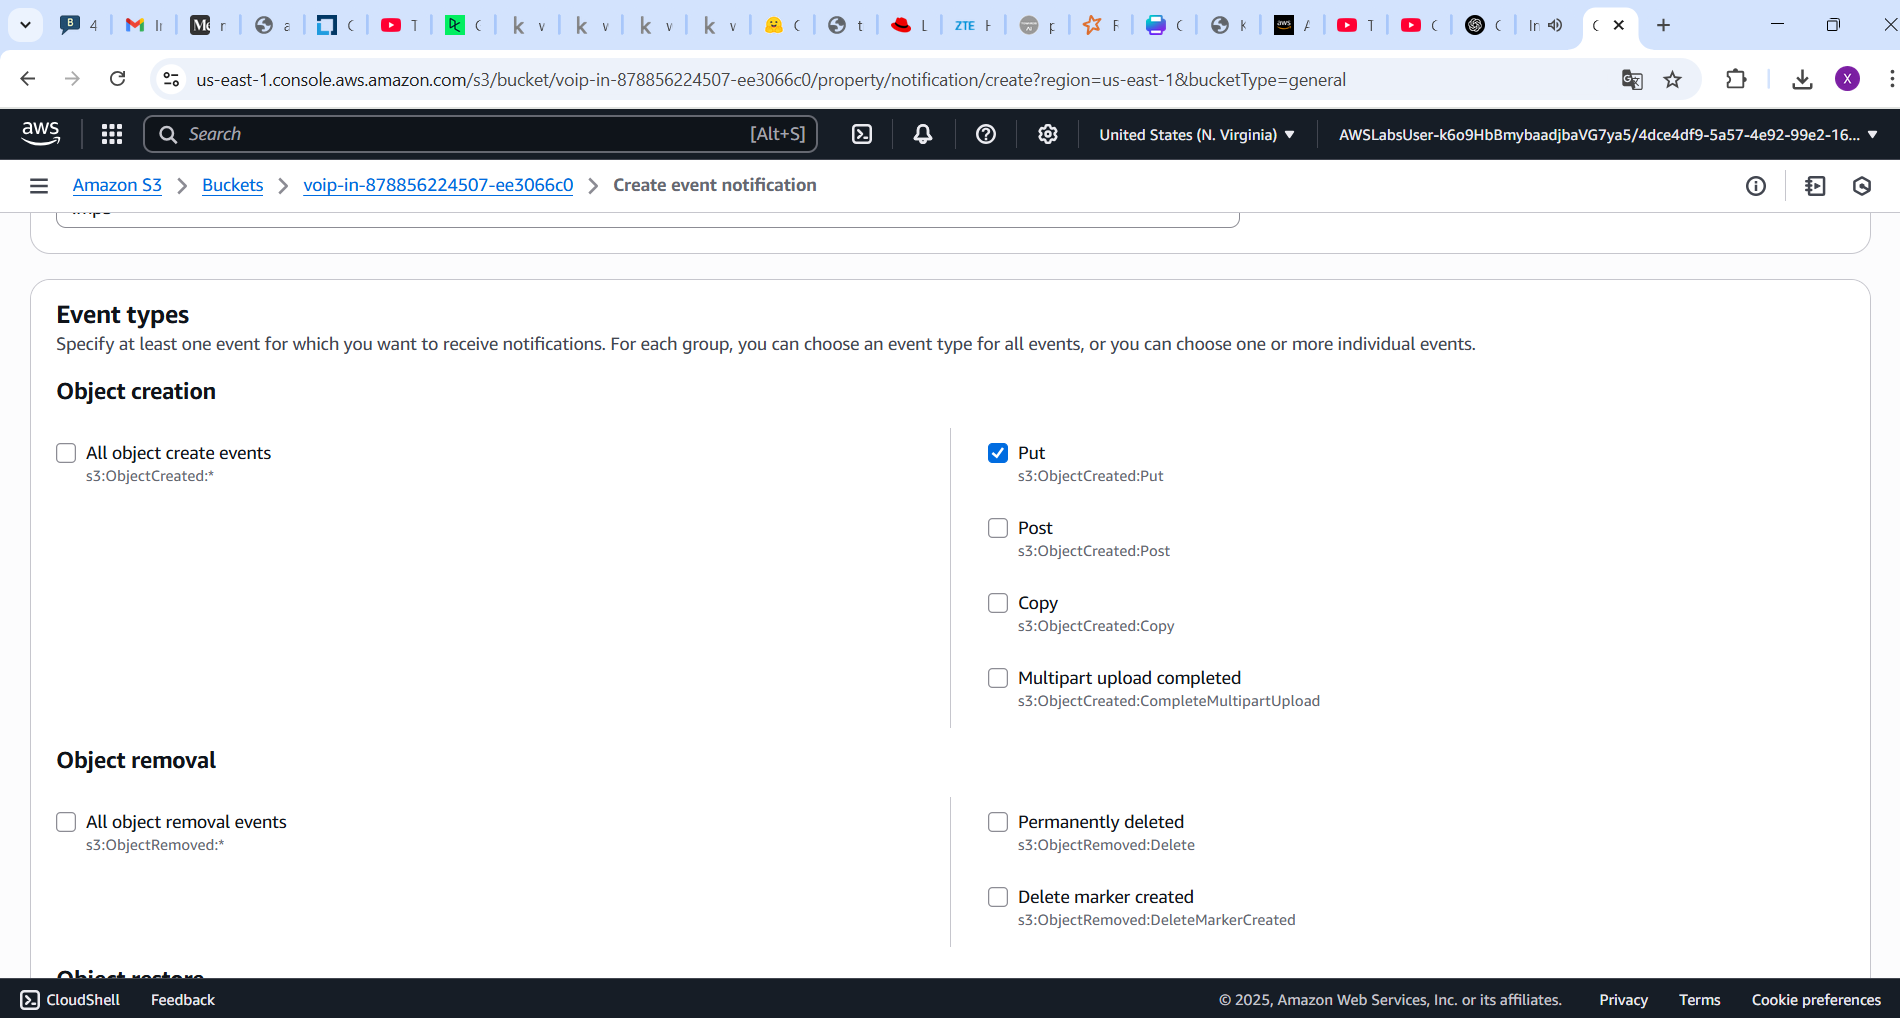 4
us-east-1.console.aws.amazon.com/s3/bucket/voip-in-878856224507-ee3066c0/property/notification/create?region=us-east-1&bucketType=general
X
aws
Search
[Alt+S]
United States (N. Virginia)
AWSLabsUser-k6o9HbBmybaadjbaVG7ya5/4dce4df9-5a57-4e92-99e2-16...
Amazon S3
Buckets
voip-in-878856224507-ee3066c0
Create event notification
Event types
Specify at least one event for which you want to receive notifications. For each group, you can choose an event type for all events, or you can choose one or more individual events.
Object creation
All object create events
s3:ObjectCreated:*
Put
s3:ObjectCreated:Put
Post
s3:ObjectCreated:Post
Copy
s3:ObjectCreated:Copy
Multipart upload completed
s3:ObjectCreated:CompleteMultipartUpload
Object removal
All object removal events
s3:ObjectRemoved:*
Permanently deleted
s3:ObjectRemoved:Delete
Delete marker created
s3:ObjectRemoved:DeleteMarkerCreated
Object restore
CloudShell
Feedback
© 2025, Amazon Web Services, Inc. or its affiliates.
Privacy
Terms
Cookie preferences